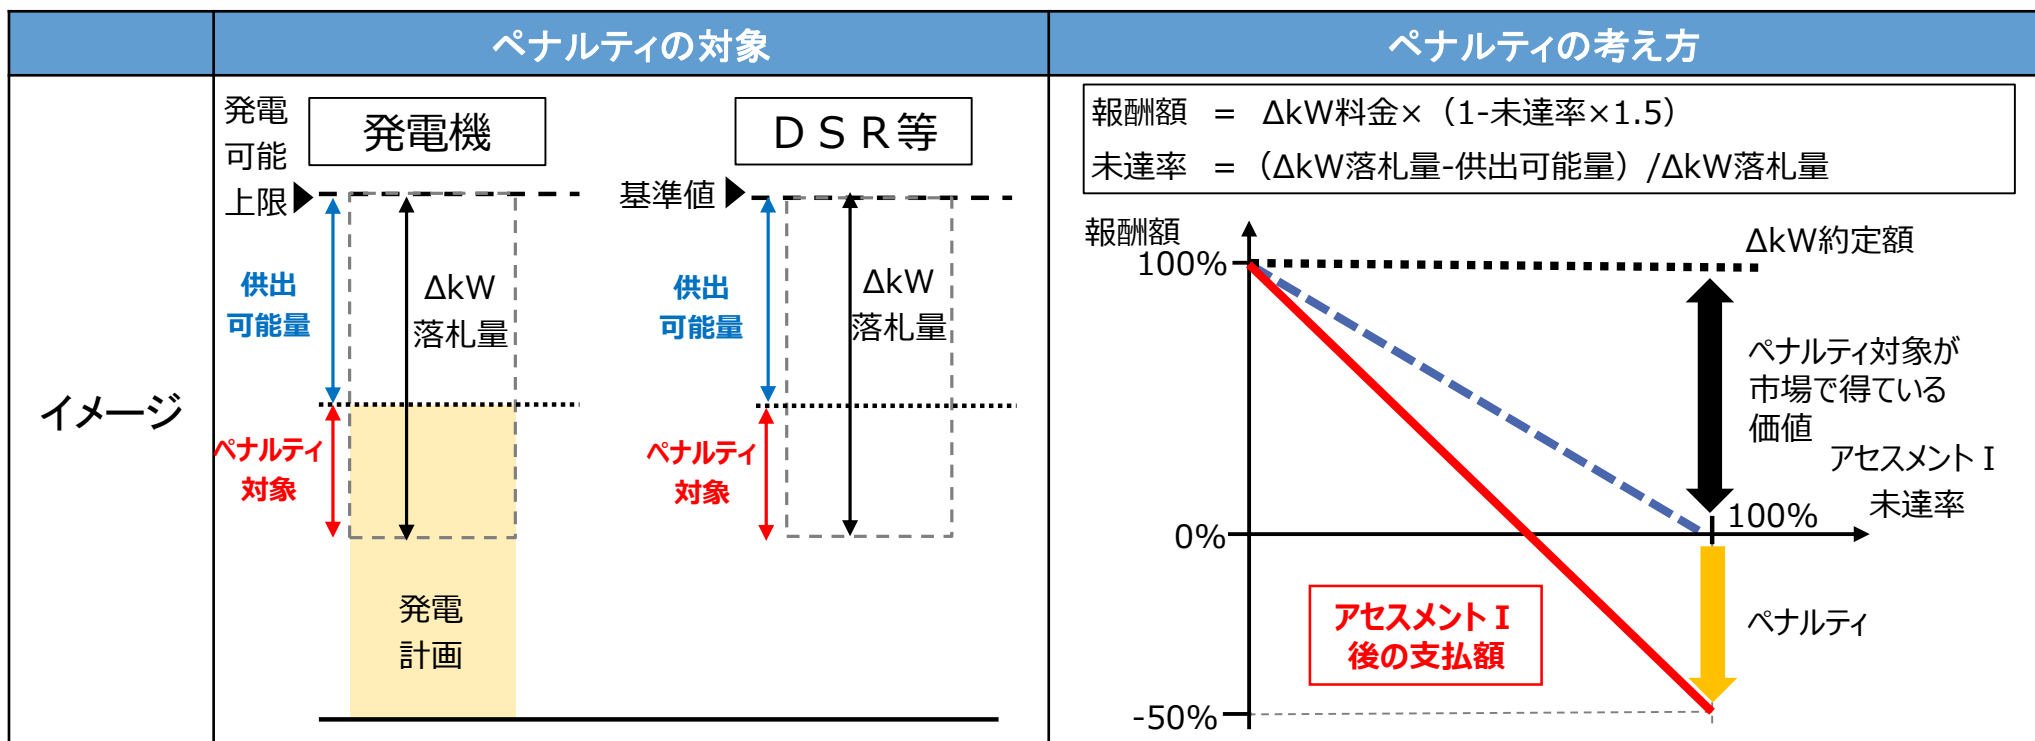 ペナルティの対象
ペナルティの考え方
イメージ
発電
可能
上限
発電機
供出
可能量
ΔkW
落札量
ペナルティ
対象
発電
計画
DSR等
基準値
供出
可能量
ΔkW
落札量
ペナルティ
対象
報酬額 = ΔkW料金×(1-未達率×1.5)
未達率 =(ΔkW落札量-供出可能量)/ΔkW落札量
報酬額
100%
ΔkW約定額
ペナルティ対象が
市場で得ている
価値
アセスメントⅠ
未達率
100%
0%
アセスメントⅠ
後の支払額
ペナルティ
-50%